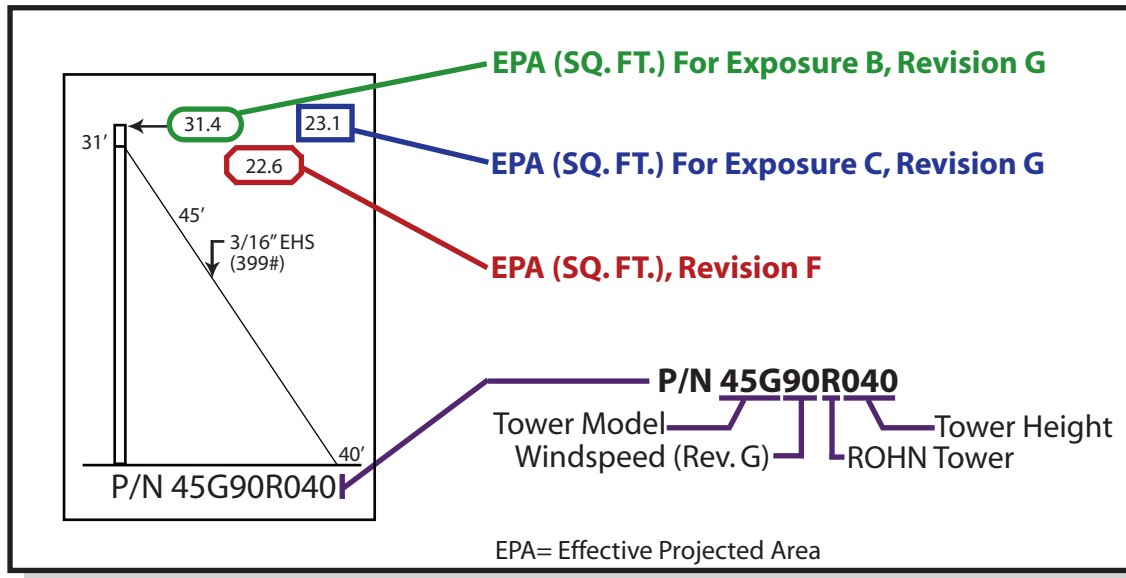 EPA (SQ. FT.) For Exposure B, Revision G
31.4
23.1
31’
EPA (SQ. FT.) For Exposure C, Revision G
22.6
45’
3/16” EHS
(399#)
EPA (SQ. FT.), Revision F
P/N 45G90R040
Tower Model
Tower Height
Windspeed (Rev. G)
ROHN Tower
40’
P/N 45G90R040
EPA= Effective Projected Area